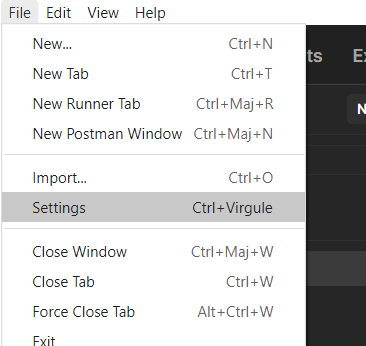 File Edit View Help
New... Ctrl+N
New Tab Ctrl+T
New Runner Tab Ctrl+Maj+R
New Postman Window Ctrl+Maj+N
Import... Ctrl+O
Settings Ctrl+Virgule
Close Window Ctrl+Maj+W
Close Tab Ctrl+W
Force Close Tab Alt+Ctrl+W
Exit
ts E
N